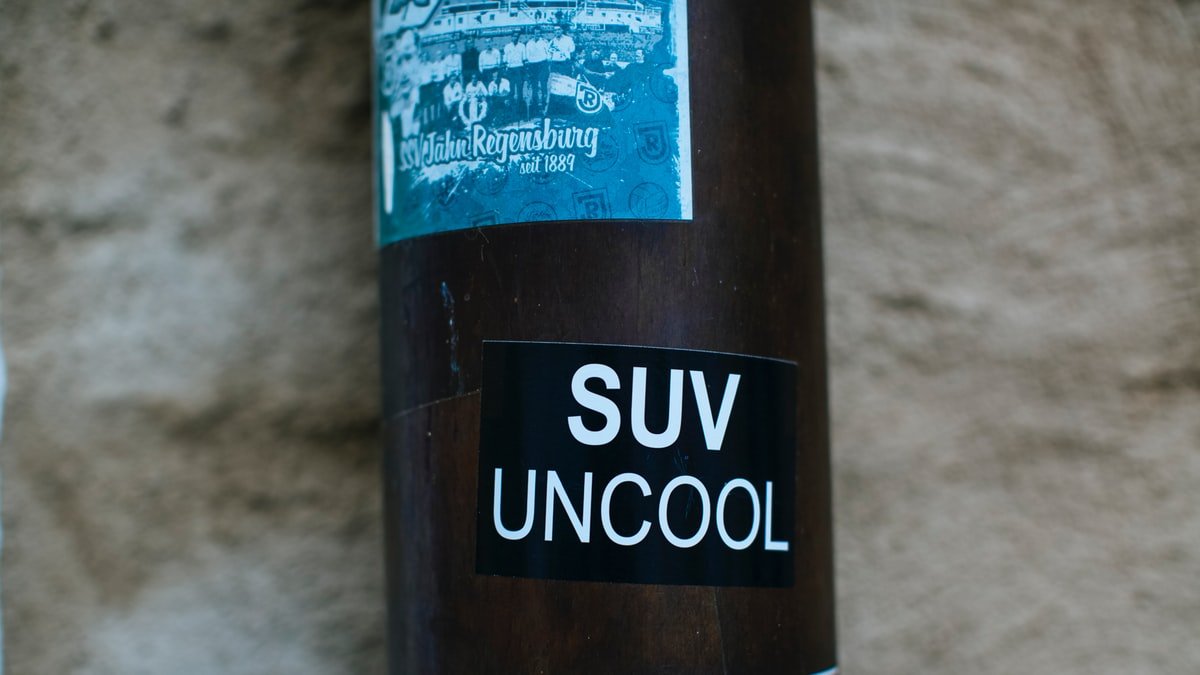 SSV Jahn Regensburg
seit 1889
SUV
UNCOOL